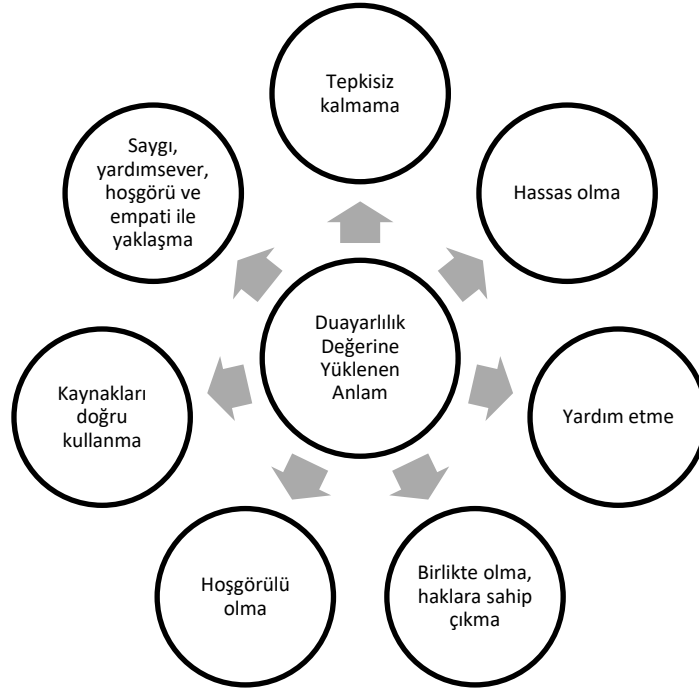 Tepkisiz
kalmama
Saygı,
yardımsever,
hoşgörü ve
empati ile
yaklaşma
Hassas olma
Duayarlılık
Değerine
Yüklenen
Anlam
Kaynakları
doğru
kullanma
Yardım etme
Hoşgörülü
olma
Birlikte olma,
haklara sahip
çıkma